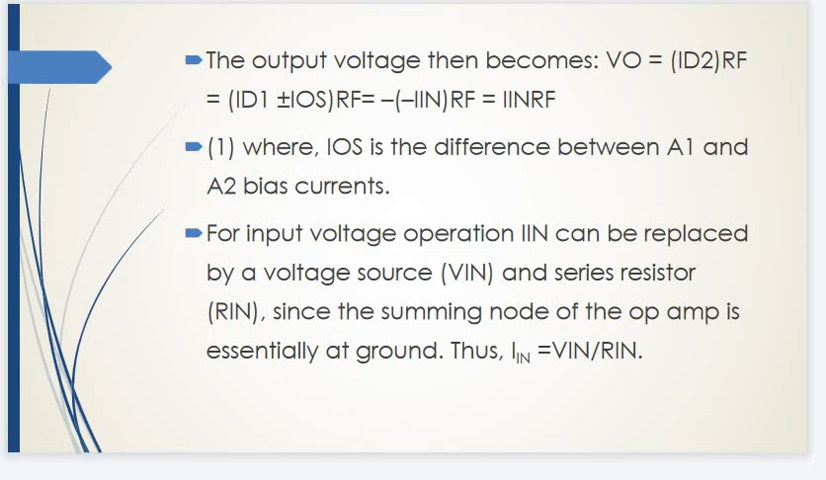 The output voltage then becomes: VO = (ID2)RF
= (ID1 ±IOS)RF= –(–IIN)RF = IINRF
(1) where, IOS is the difference between A1 and
A2 bias currents.
For input voltage operation IIN can be replaced
by a voltage source (VIN) and series resistor
(RIN), since the summing node of the op amp is
essentially at ground. Thus, IIN =VIN/RIN.